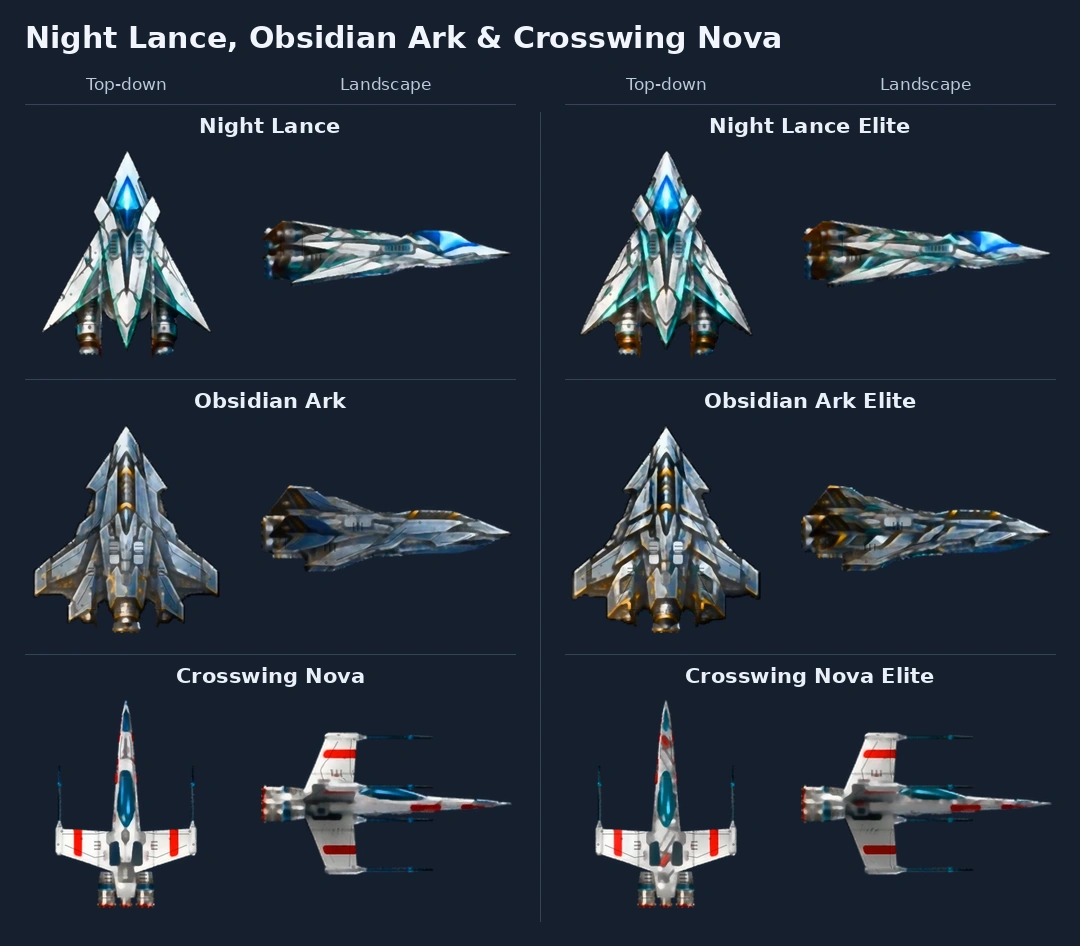 Night Lance, Obsidian Ark & Crosswing Nova
Top-down Landscape Top-down Landscape
Night Lance Night Lance Elite
Obsidian Ark Obsidian Ark Elite
Crosswing Nova Crosswing Nova Elite